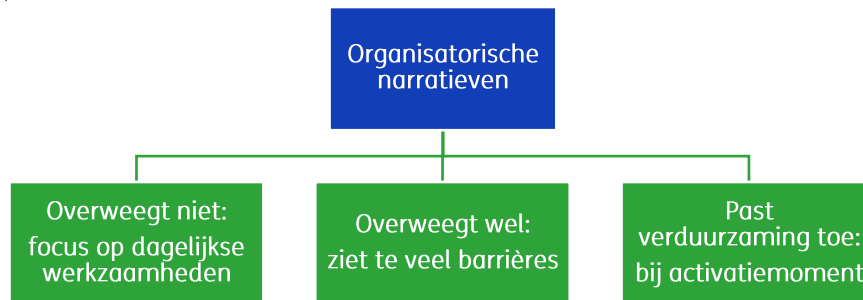 Organisatorische
narratieven
Overweegt niet:
focus op dagelijkse
werkzaamheden
Overweegt wel:
ziet te veel barrières
Past
verduurzaming toe:
bij activatiemoment